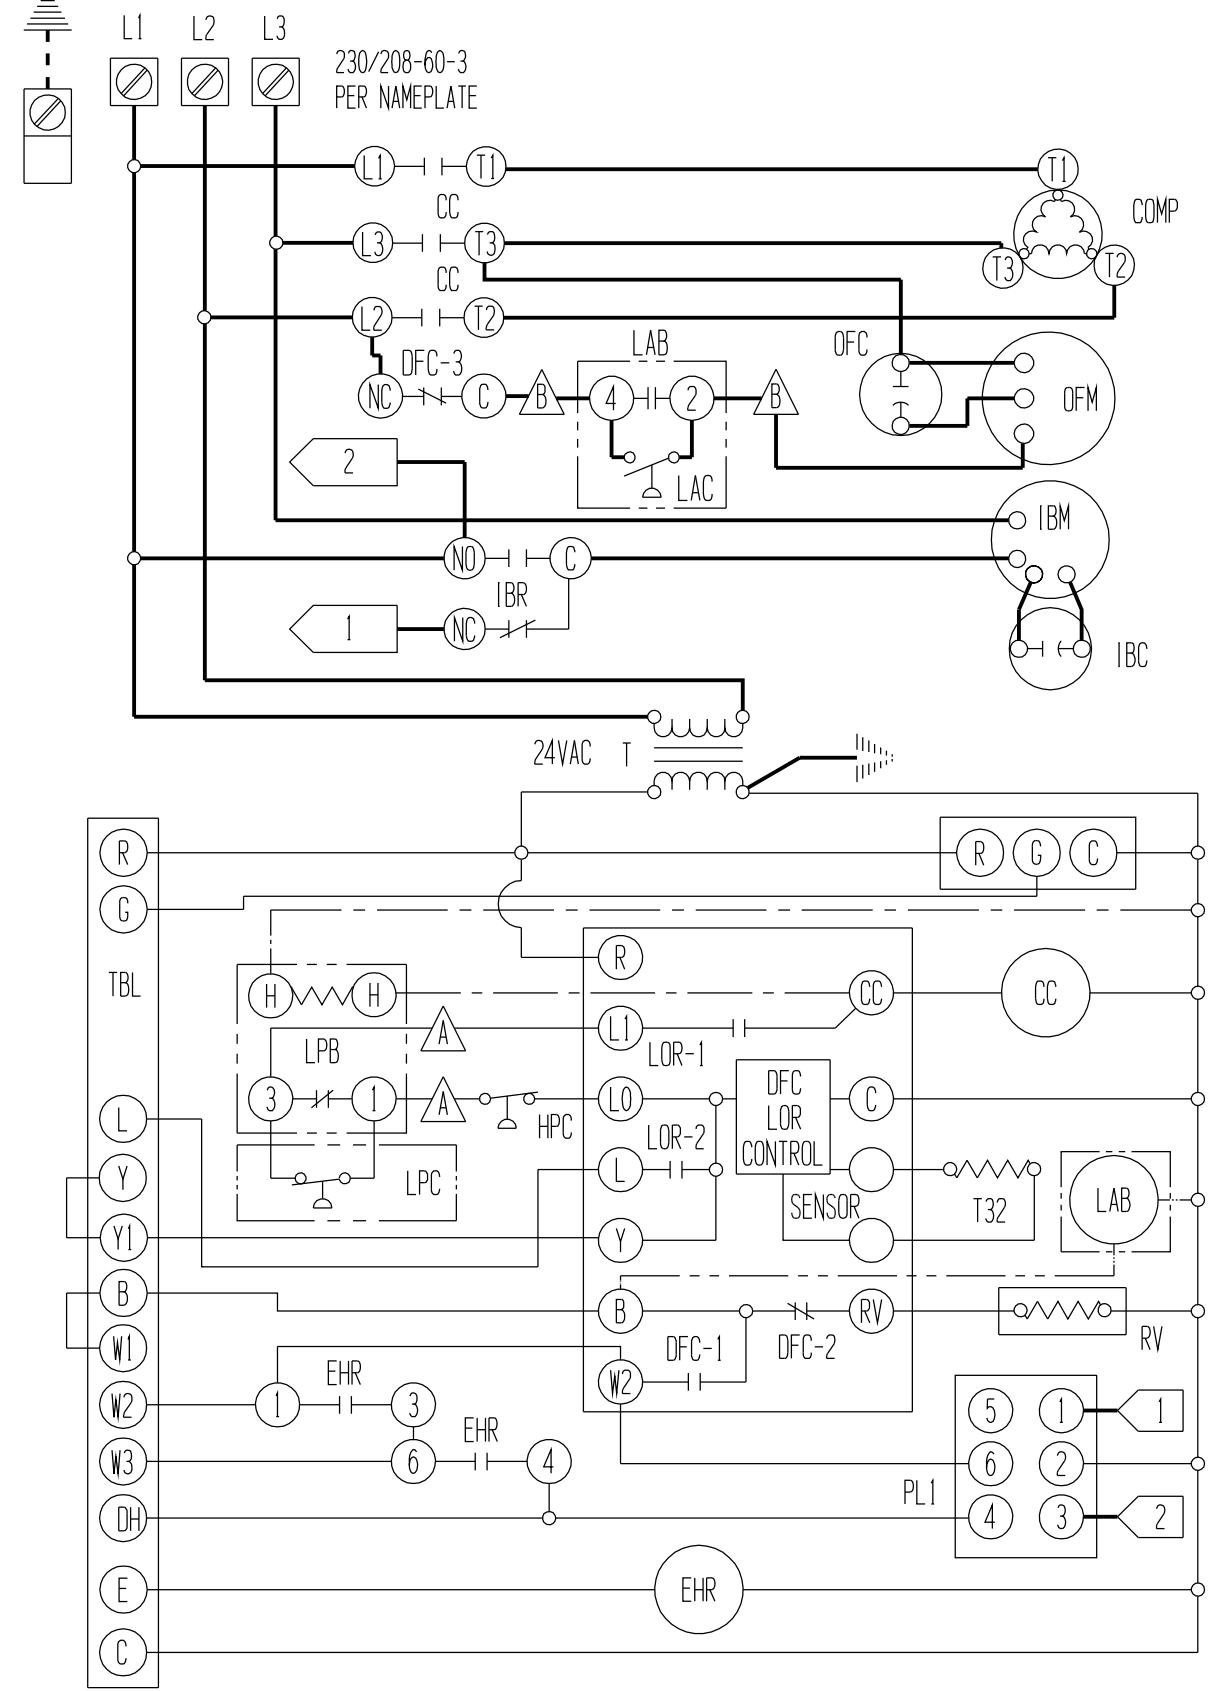 L1 L2 L3
230/208-60-3
PER NAMEPLATE
L1 T1 T1
CC
COMP
L3 T3 T3 T2
CC
L2 T2
LAB OFC
DFC-3
NC C B 4 2 B OFM
2
LAC
IBM
NO C
IBR
1 NC
IBC
24VAC T
R R G C
G
R
TBL
H H CC CC
A L1
LPB LOR-1
3 1 A LO DFC
LOR
CONTROL
C
HPC
L LOR-2
L
Y LPC SENSOR T32 LAB
Y1 Y
B B RV
RV
W1 DFC-1 DFC-2
EHR W2
W2 1 3 5 1 1
EHR
W3 6 4 6 2
PL1
DH 4 3 2
E EHR
C